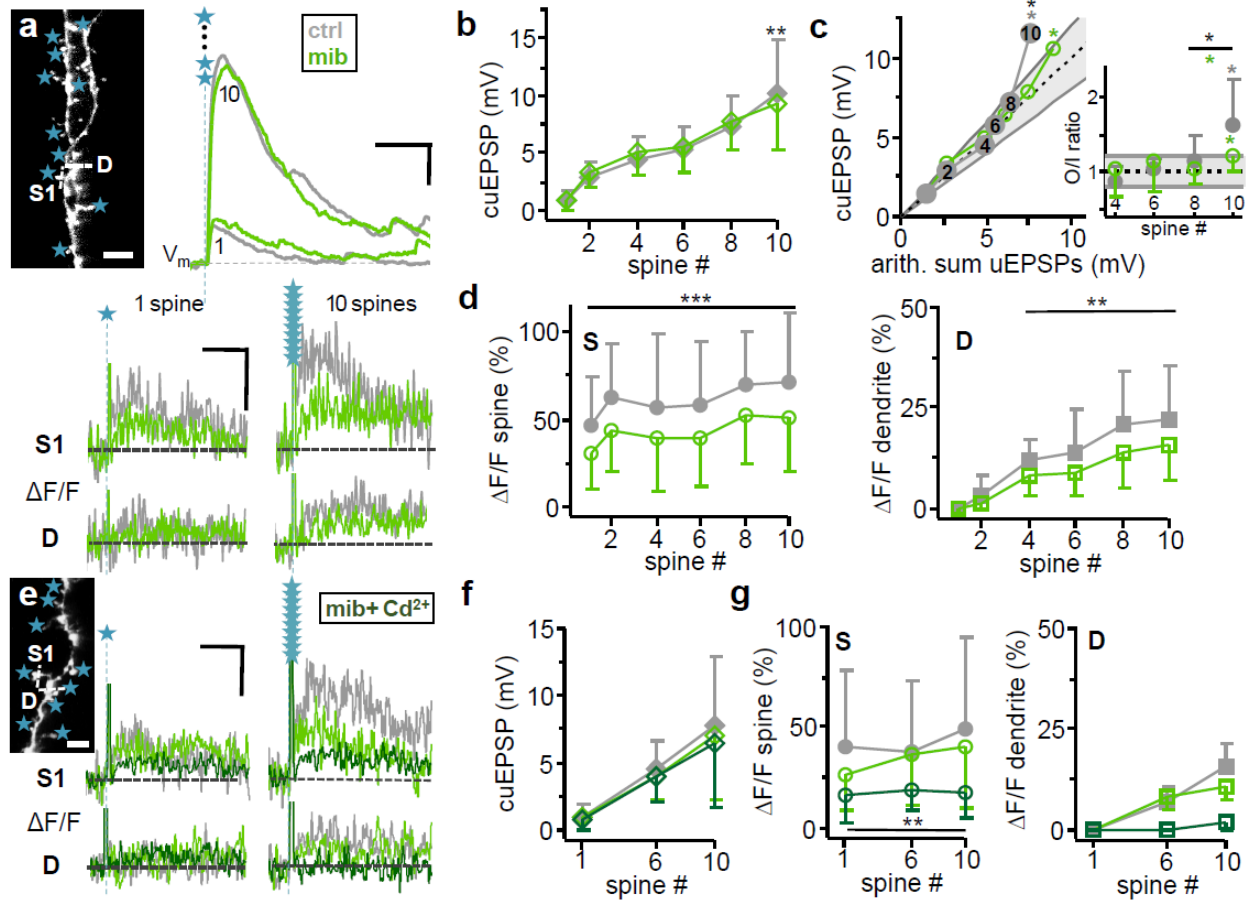 a
ctrl
mib
10
1
Vm
D
S1
b
cuEPSP (mV)
15
10
5
0
**
2
4
6
8
10
spine #
c
cuEPSP (mV)
10
5
0
0
5
10
arith. sum uEPSPs (mV)
2
4
6
8
10
*
*
*
O/I ratio
2
1
4
6
8
10
spine #
*
*
*
*
1 spine
10 spines
S1
ΔF/F
D
d
S
***
ΔF/F spine (%)
100
50
0
2
4
6
8
10
spine #
D
**
ΔF/F dendrite (%)
50
25
0
2
4
6
8
10
spine #
e
S1
D
mib+ Cd²⁺
S1
ΔF/F
D
f
cuEPSP (mV)
15
10
5
0
1
6
10
spine #
g
S
ΔF/F spine (%)
100
50
25
0
**
1
6
10
spine #
D
ΔF/F dendrite (%)
50
25
0
1
6
10
spine #